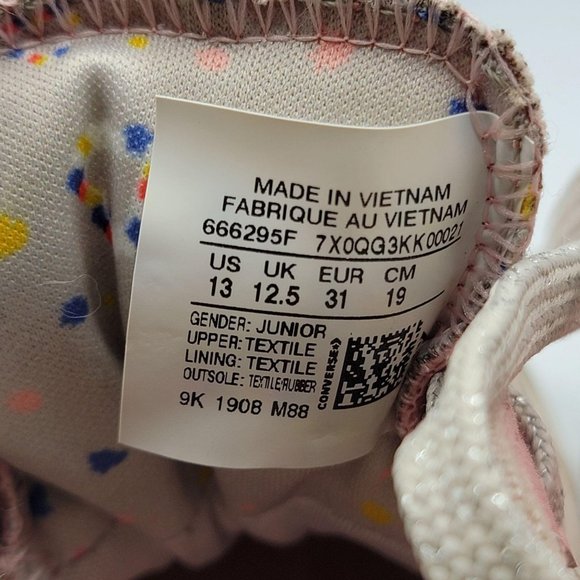 MADE IN VIETNAM
FABRIQUE AU VIETNAM
666295F 7X0QG3KK00021
US UK EUR CM
13 12.5 31 19
GENDER: JUNIOR
UPPER: TEXTILE
LINING: TEXTILE
OUTSOLE: TEXTILE/RUBBER
CONVERSE
9K 1908 M88